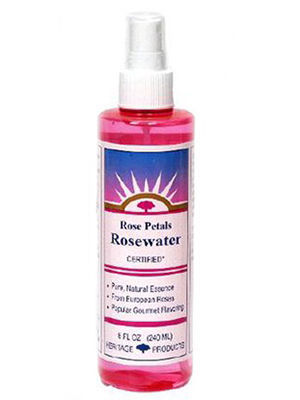 Rose Petals
Rosewater
CERTIFIED*
• Pure, Natural Essence
• From European Roses
• Popular Gourmet Flavoring
8 FL OZ (240 ML)
HERITAGE PRODUCTS